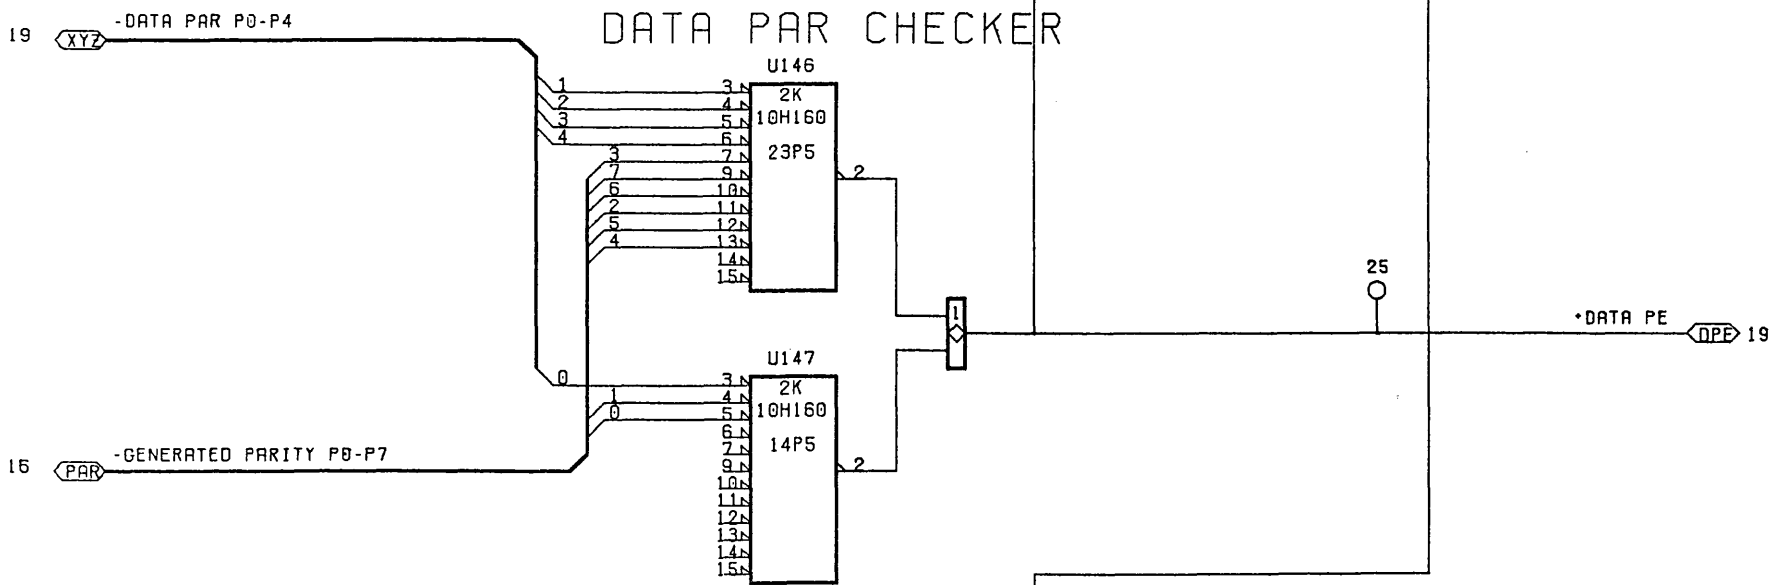 -DATA PAR P0-P4
DATA PAR CHECKER
19 XYZ
U146
1 3 2K
2 4
3 5 10H160
4 6
3 7 23P5
7 9 2
6 10
2 11
5 12
4 13
14
15
25
1
+DATA PE
DPE 19
U147
0 3 2K
1 4
0 5 10H160
6
7 14P5
-GENERATED PARITY P0-P7
9 2
16 PAR
10
11
12
13
14
15